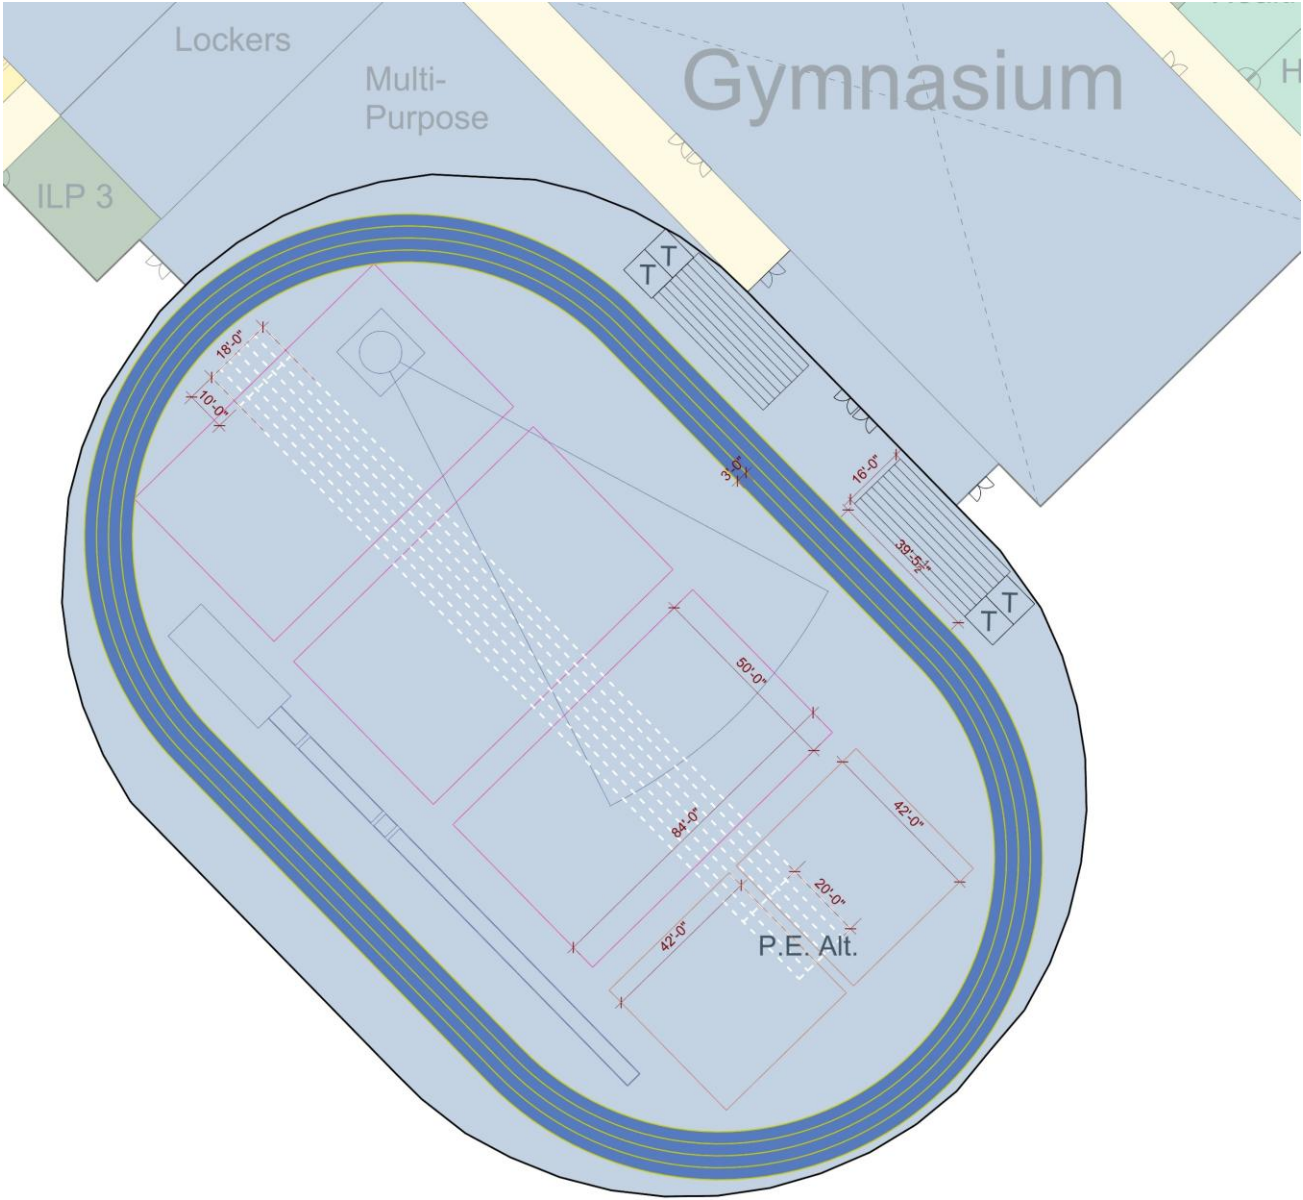 Lockers
Multi-
Purpose
Gymnasium
H
ILP 3
T
T
18'-0"
10'-0"
3'-0"
16'-0"
39'-5½"
T
T
50'-0"
84'-0"
42'-0"
20'-0"
42'-0"
P.E. Alt.